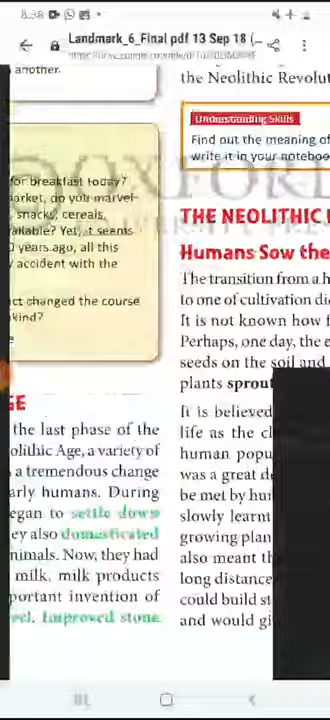 8:38
Landmark_6_Final pdf 13 Sep 18 (...
another.
for breakfast today?
arket, do you marvel
snacks, cereals,
ailable? Yet, it seems
years ago, all this
accident with the
ct changed the course
kind?
GE
the last phase of the
olithic Age, a variety of
a tremendous change
arly humans. During
egan to settle down
ey also domesticated
nimals. Now, they had
milk, milk products
portant invention of
eel. Improved stone
the Neolithic Revolut
Understanding Skills
Find out the meaning of
write it in your noteboo
OXFORD
UNIVERSITY PRESS
THE NEOLITHIC
Humans Sow the
The transition from a h
to one of cultivation di
It is not known how f
Perhaps, one day, the e
seeds on the soil and
plants sprout
It is believed
life as the cl
human popu
was a great d
be met by hu
slowly learnt
growing plan
also meant th
long distance
could build st
and would gi